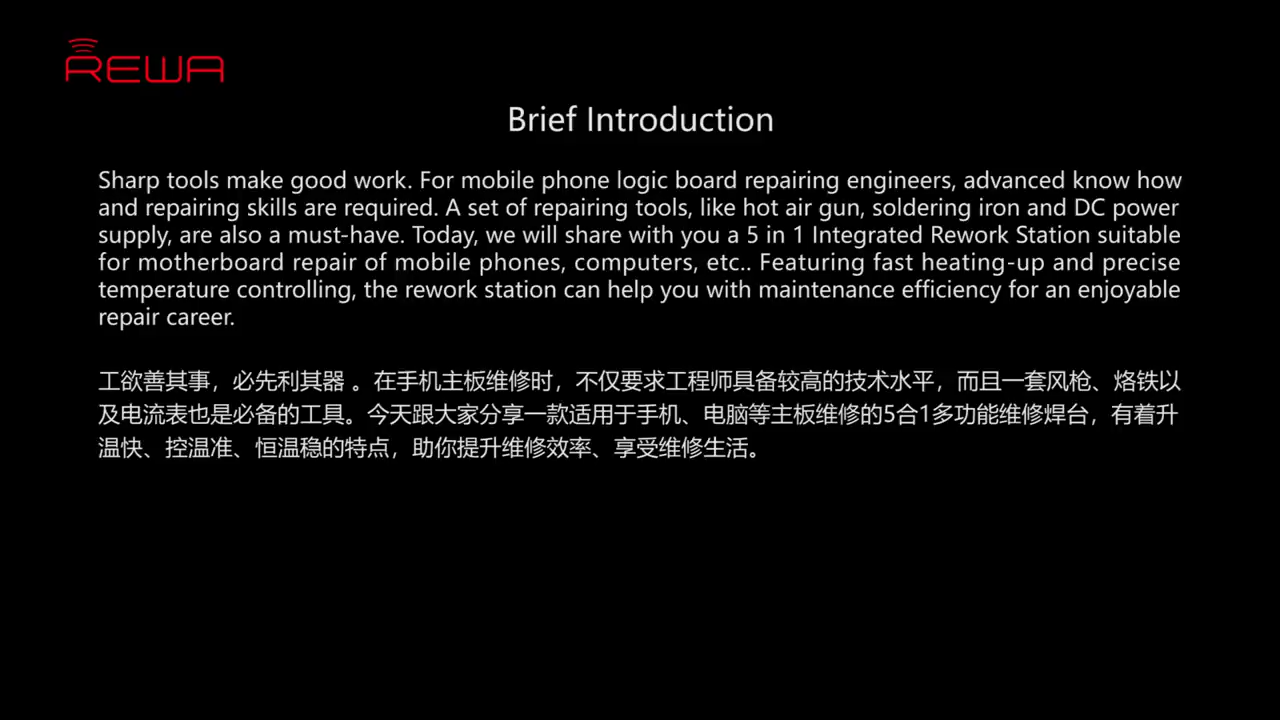 REWA
Brief Introduction
Sharp tools make good work. For mobile phone logic board repairing engineers, advanced know how
and repairing skills are required. A set of repairing tools, like hot air gun, soldering iron and DC power
supply, are also a must-have. Today, we will share with you a 5 in 1 Integrated Rework Station suitable
for motherboard repair of mobile phones, computers, etc.. Featuring fast heating-up and precise
temperature controlling, the rework station can help you with maintenance efficiency for an enjoyable
repair career.
工欲善其事，必先利其器 。在手机主板维修时，不仅要求工程师具备较高的技术水平，而且一套风枪、烙铁以
及电流表也是必备的工具。今天跟大家分享一款适用于手机、电脑等主板维修的5合1多功能维修焊台，有着升
温快、控温准、恒温稳的特点，助你提升维修效率、享受维修生活。